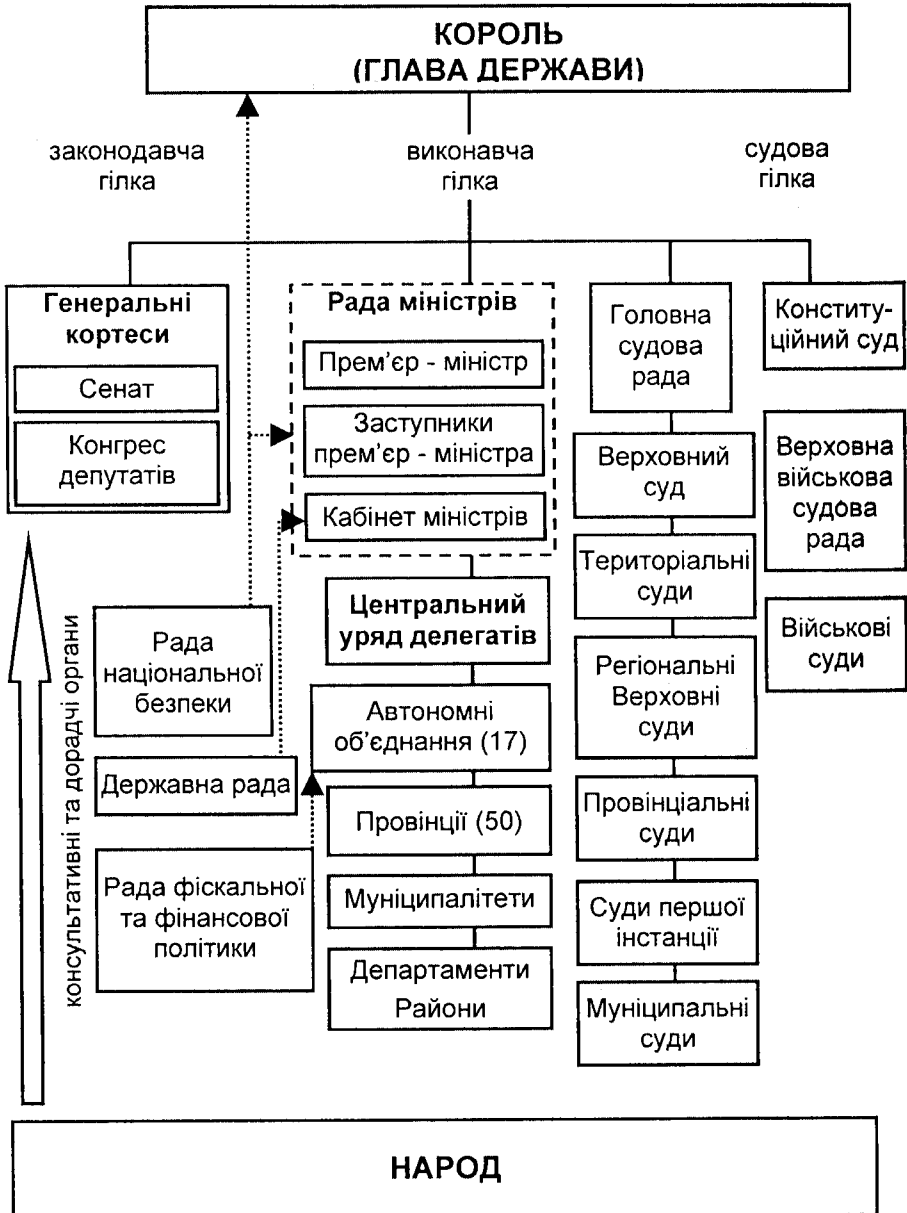 КОРОЛЬ
(ГЛАВА ДЕРЖАВИ)
законодавча
гілка
виконавча
гілка
судова
гілка
Генеральні
кортеси
Сенат
Конгрес
депутатів
Рада міністрів
Прем’єр - міністр
Заступники
прем’єр - міністра
Кабінет міністрів
Центральний
уряд делегатів
Автономні
об’єднання (17)
Провінції (50)
Муніципалітети
Департаменти
Райони
Головна
судова
рада
Верховний
суд
Територіальні
суди
Регіональні
Верховні
суди
Провінціальні
суди
Суди першої
інстанції
Муніципальні
суди
Конститу-
ційний суд
Верховна
військова
судова
рада
Військові
суди
консультативні та дорадчі органи
Рада
національної
безпеки
Державна рада
Рада фіскальної
та фінансової
політики
НАРОД